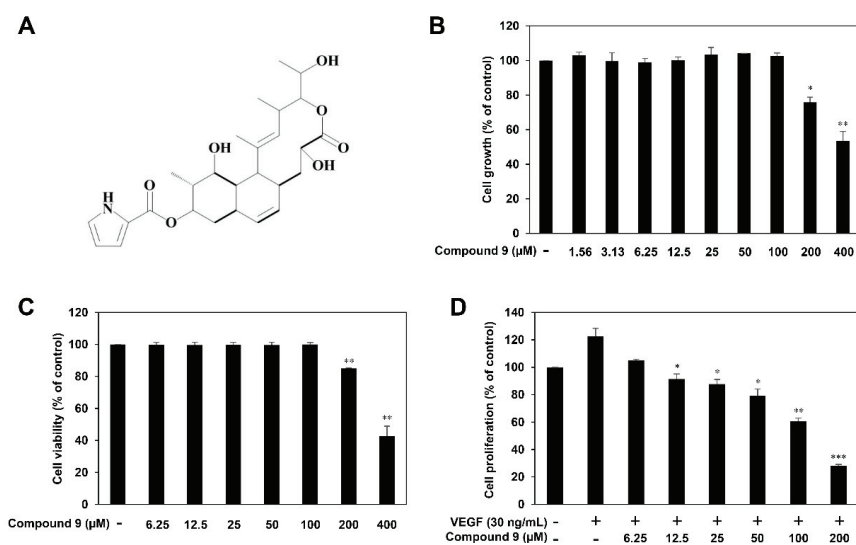 A
OH
O
O
OH
OH
H
N
O
O
B
Cell growth (% of control)
120
100
80
60
40
20
0
*
**
Compound 9 (µM) - 1.56 3.13 6.25 12.5 25 50 100 200 400
C
Cell viability (% of control)
120
100
80
60
40
20
0
**
**
Compound 9 (µM) - 6.25 12.5 25 50 100 200 400
D
Cell proliferation (% of control)
140
120
100
80
60
40
20
0
*
*
*
**
***
VEGF (30 ng/mL) - + + + + + + +
Compound 9 (µM) - - 6.25 12.5 25 50 100 200